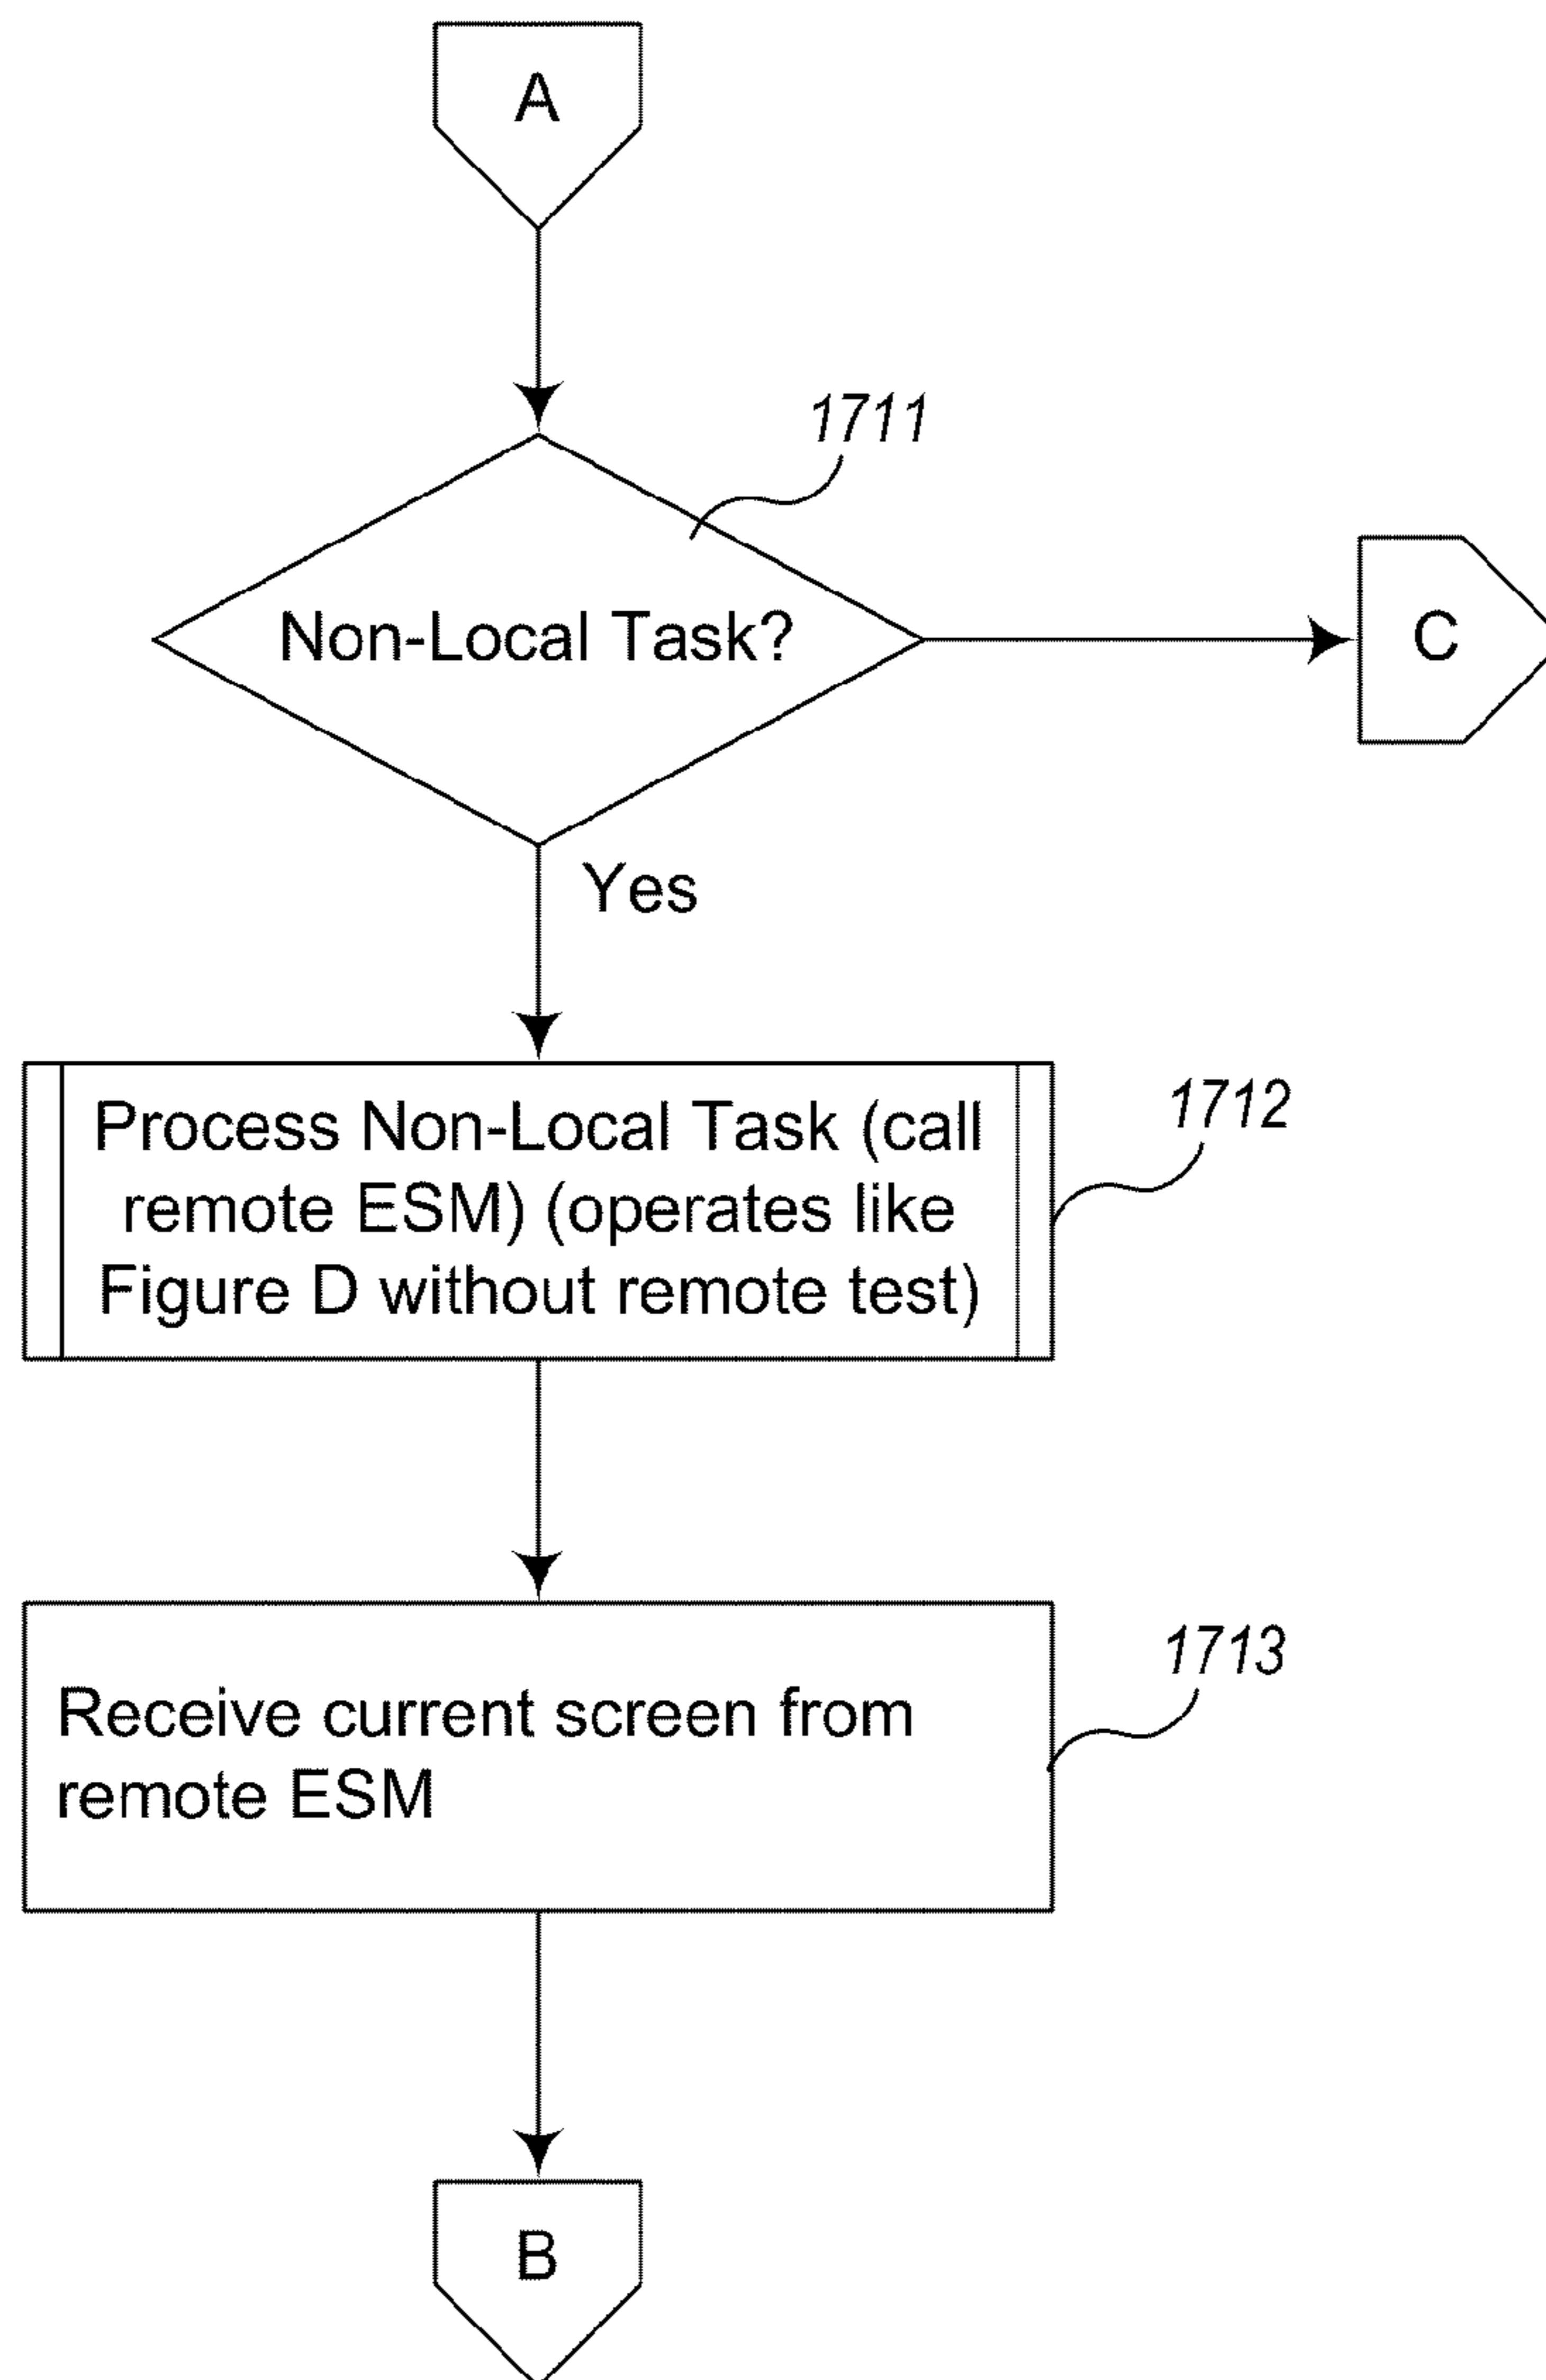 A
1711
Non-Local Task?
C
Yes
Process Non-Local Task (call
remote ESM) (operates like
Figure D without remote test)
1712
Receive current screen from
remote ESM
1713
B